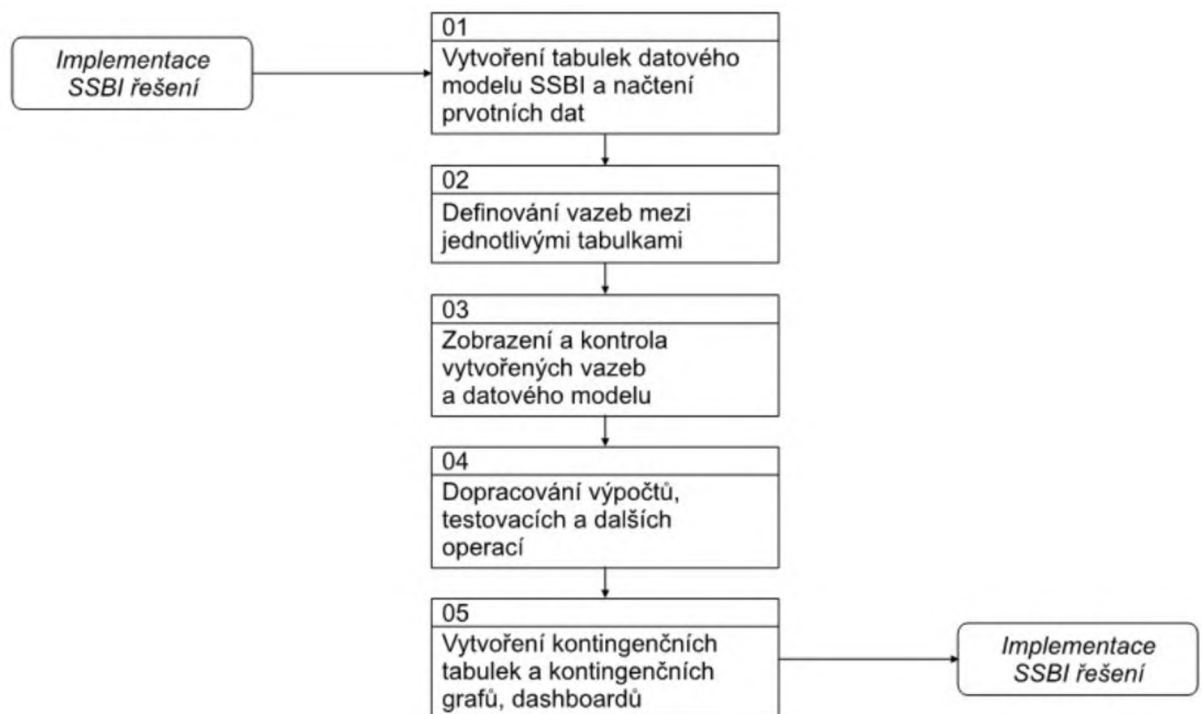 Implementace
SSBI řešení
01
Vytvoření tabulek datového
modelu SSBI a načtení
prvotních dat
02
Definování vazeb mezi
jednotlivými tabulkami
03
Zobrazení a kontrola
vytvořených vazeb
a datového modelu
04
Dopracování výpočtů,
testovacích a dalších
operací
05
Vytvoření kontingenčních
tabulek a kontingenčních
grafů, dashboardů
Implementace
SSBI řešení